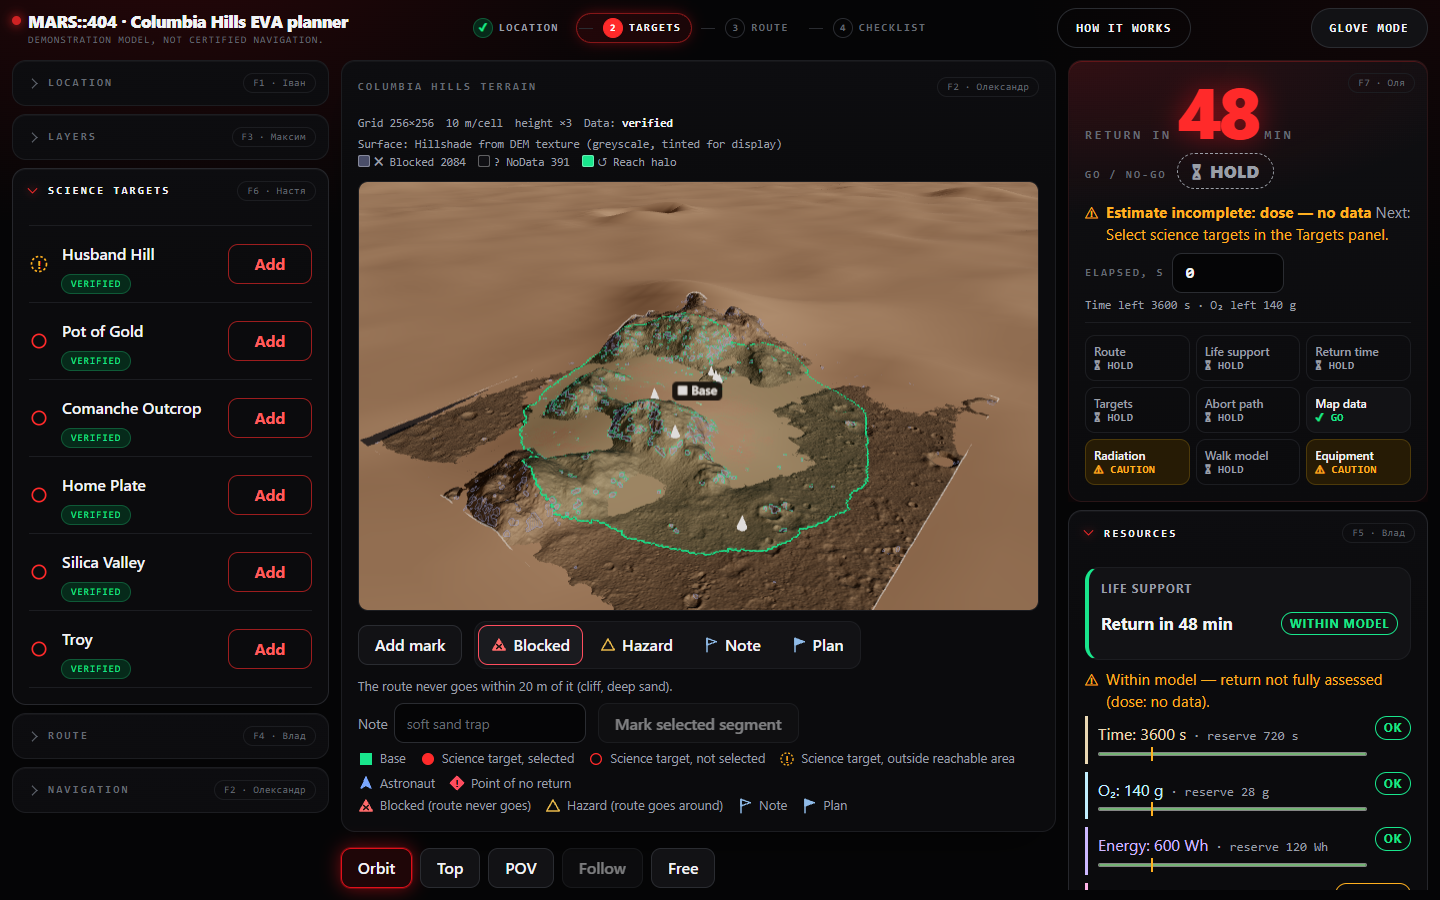 MARS::404 · Columbia Hills EVA planner
DEMONSTRATION MODEL, NOT CERTIFIED NAVIGATION.
LOCATION
2 TARGETS
3 ROUTE
4 CHECKLIST
HOW IT WORKS
GLOVE MODE
LOCATION
F1 · Іван
LAYERS
F3 · Максим
SCIENCE TARGETS
F6 · Настя
Husband Hill
VERIFIED
Add
Pot of Gold
VERIFIED
Add
Comanche Outcrop
VERIFIED
Add
Home Plate
VERIFIED
Add
Silica Valley
VERIFIED
Add
Troy
VERIFIED
Add
ROUTE
F4 · Влад
NAVIGATION
F2 · Олександр
COLUMBIA HILLS TERRAIN
F2 · Олександр
Grid 256×256 10 m/cell height ×3 Data: verified
Surface: Hillshade from DEM texture (greyscale, tinted for display)
✕ Blocked 2084 ? NoData 391 ↺ Reach halo
Base
Add mark
Blocked
Hazard
Note
Plan
The route never goes within 20 m of it (cliff, deep sand).
Note
soft sand trap
Mark selected segment
Base
Science target, selected
Science target, not selected
Science target, outside reachable area
Astronaut
Point of no return
Blocked (route never goes)
Hazard (route goes around)
Note
Plan
Orbit
Top
POV
Follow
Free
F7 · Оля
RETURN IN 48 MIN
GO / NO-GO HOLD
Estimate incomplete: dose — no data Next:
Select science targets in the Targets panel.
ELAPSED, S 0
Time left 3600 s · O₂ left 140 g
Route
HOLD
Life support
HOLD
Return time
HOLD
Targets
HOLD
Abort path
HOLD
Map data
GO
Radiation
CAUTION
Walk model
HOLD
Equipment
CAUTION
RESOURCES
F5 · Влад
LIFE SUPPORT
Return in 48 min
WITHIN MODEL
Within model — return not fully assessed
(dose: no data).
Time: 3600 s · reserve 720 s
OK
O₂: 140 g · reserve 28 g
OK
Energy: 600 Wh · reserve 120 Wh
OK